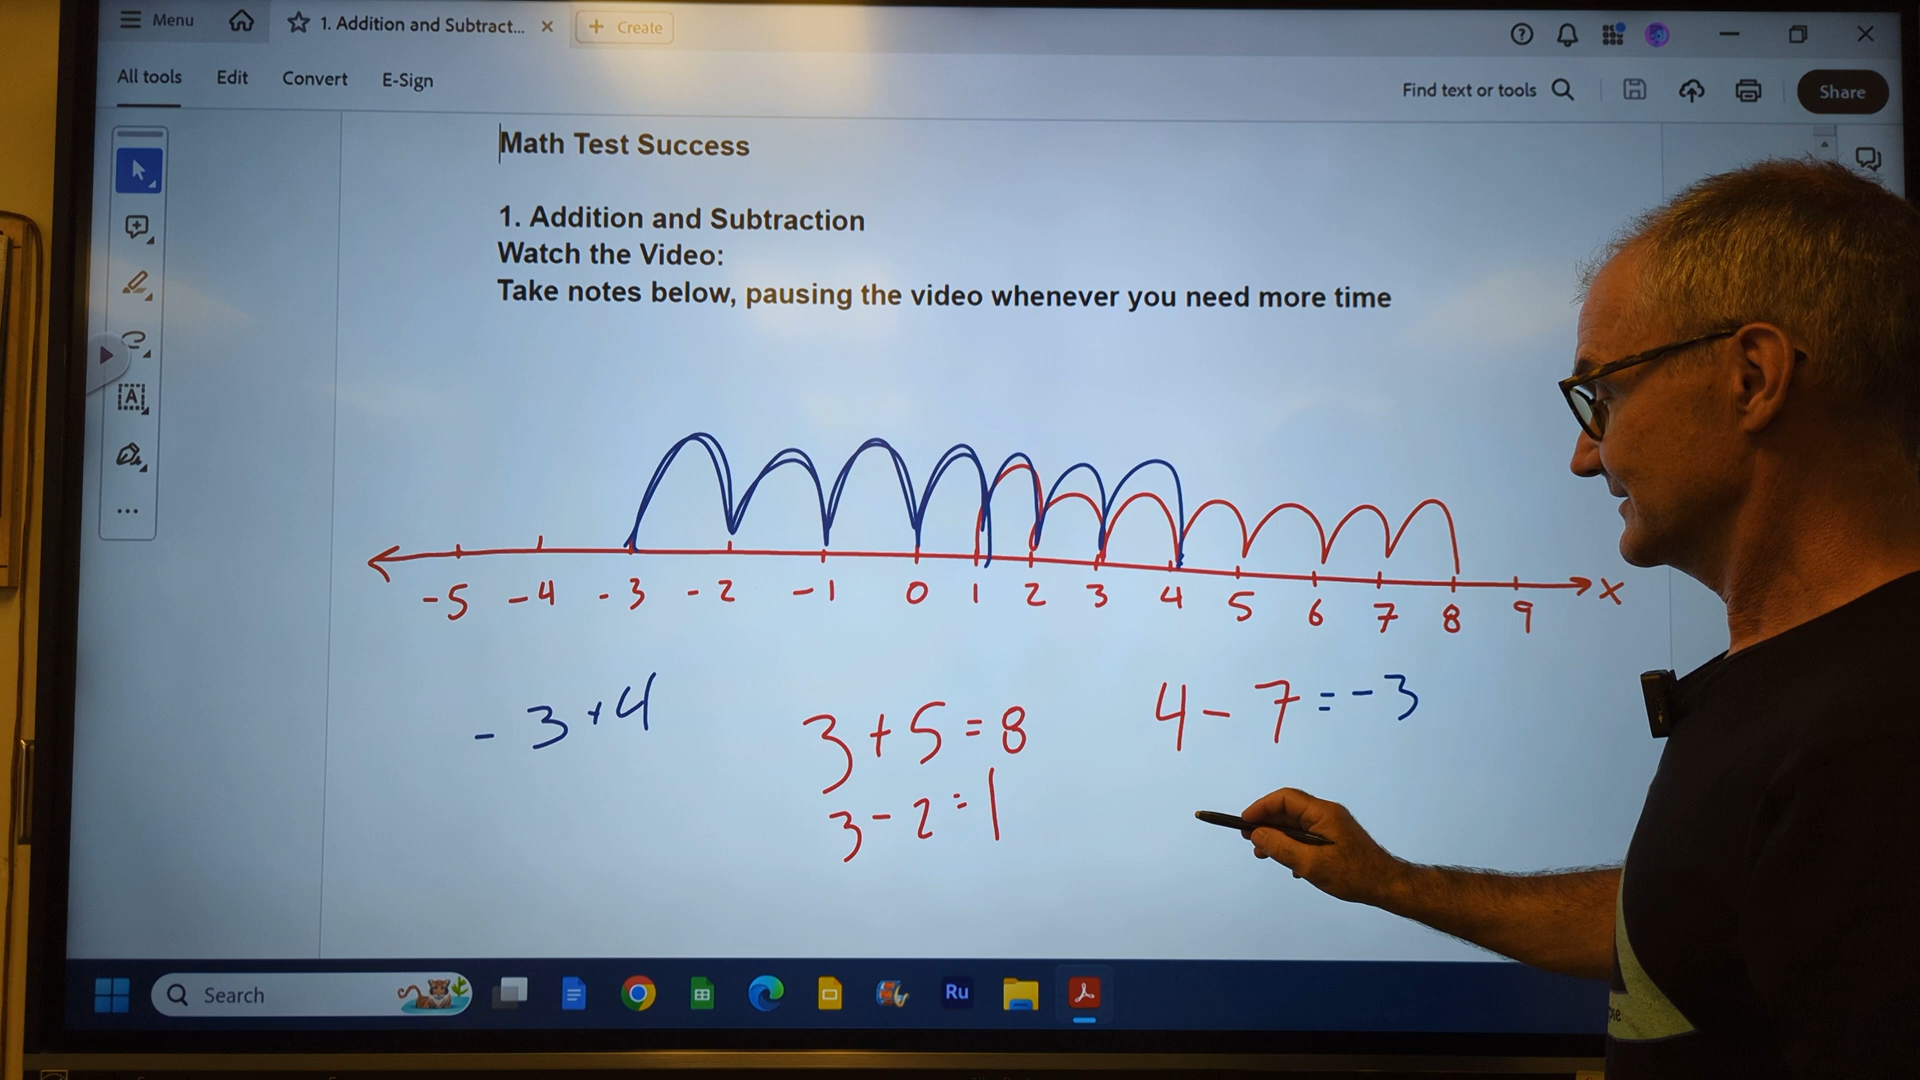 Menu
1. Addition and Subtract...
Create
All tools
Edit
Convert
E-Sign
Find text or tools
Share
Math Test Success
1. Addition and Subtraction
Watch the Video:
Take notes below, pausing the video whenever you need more time
-5 -4 -3 -2 -1 0 1 2 3 4 5 6 7 8 9 x
-3+4
3+5=8
3-2=1
4-7=-3
Search
Ru